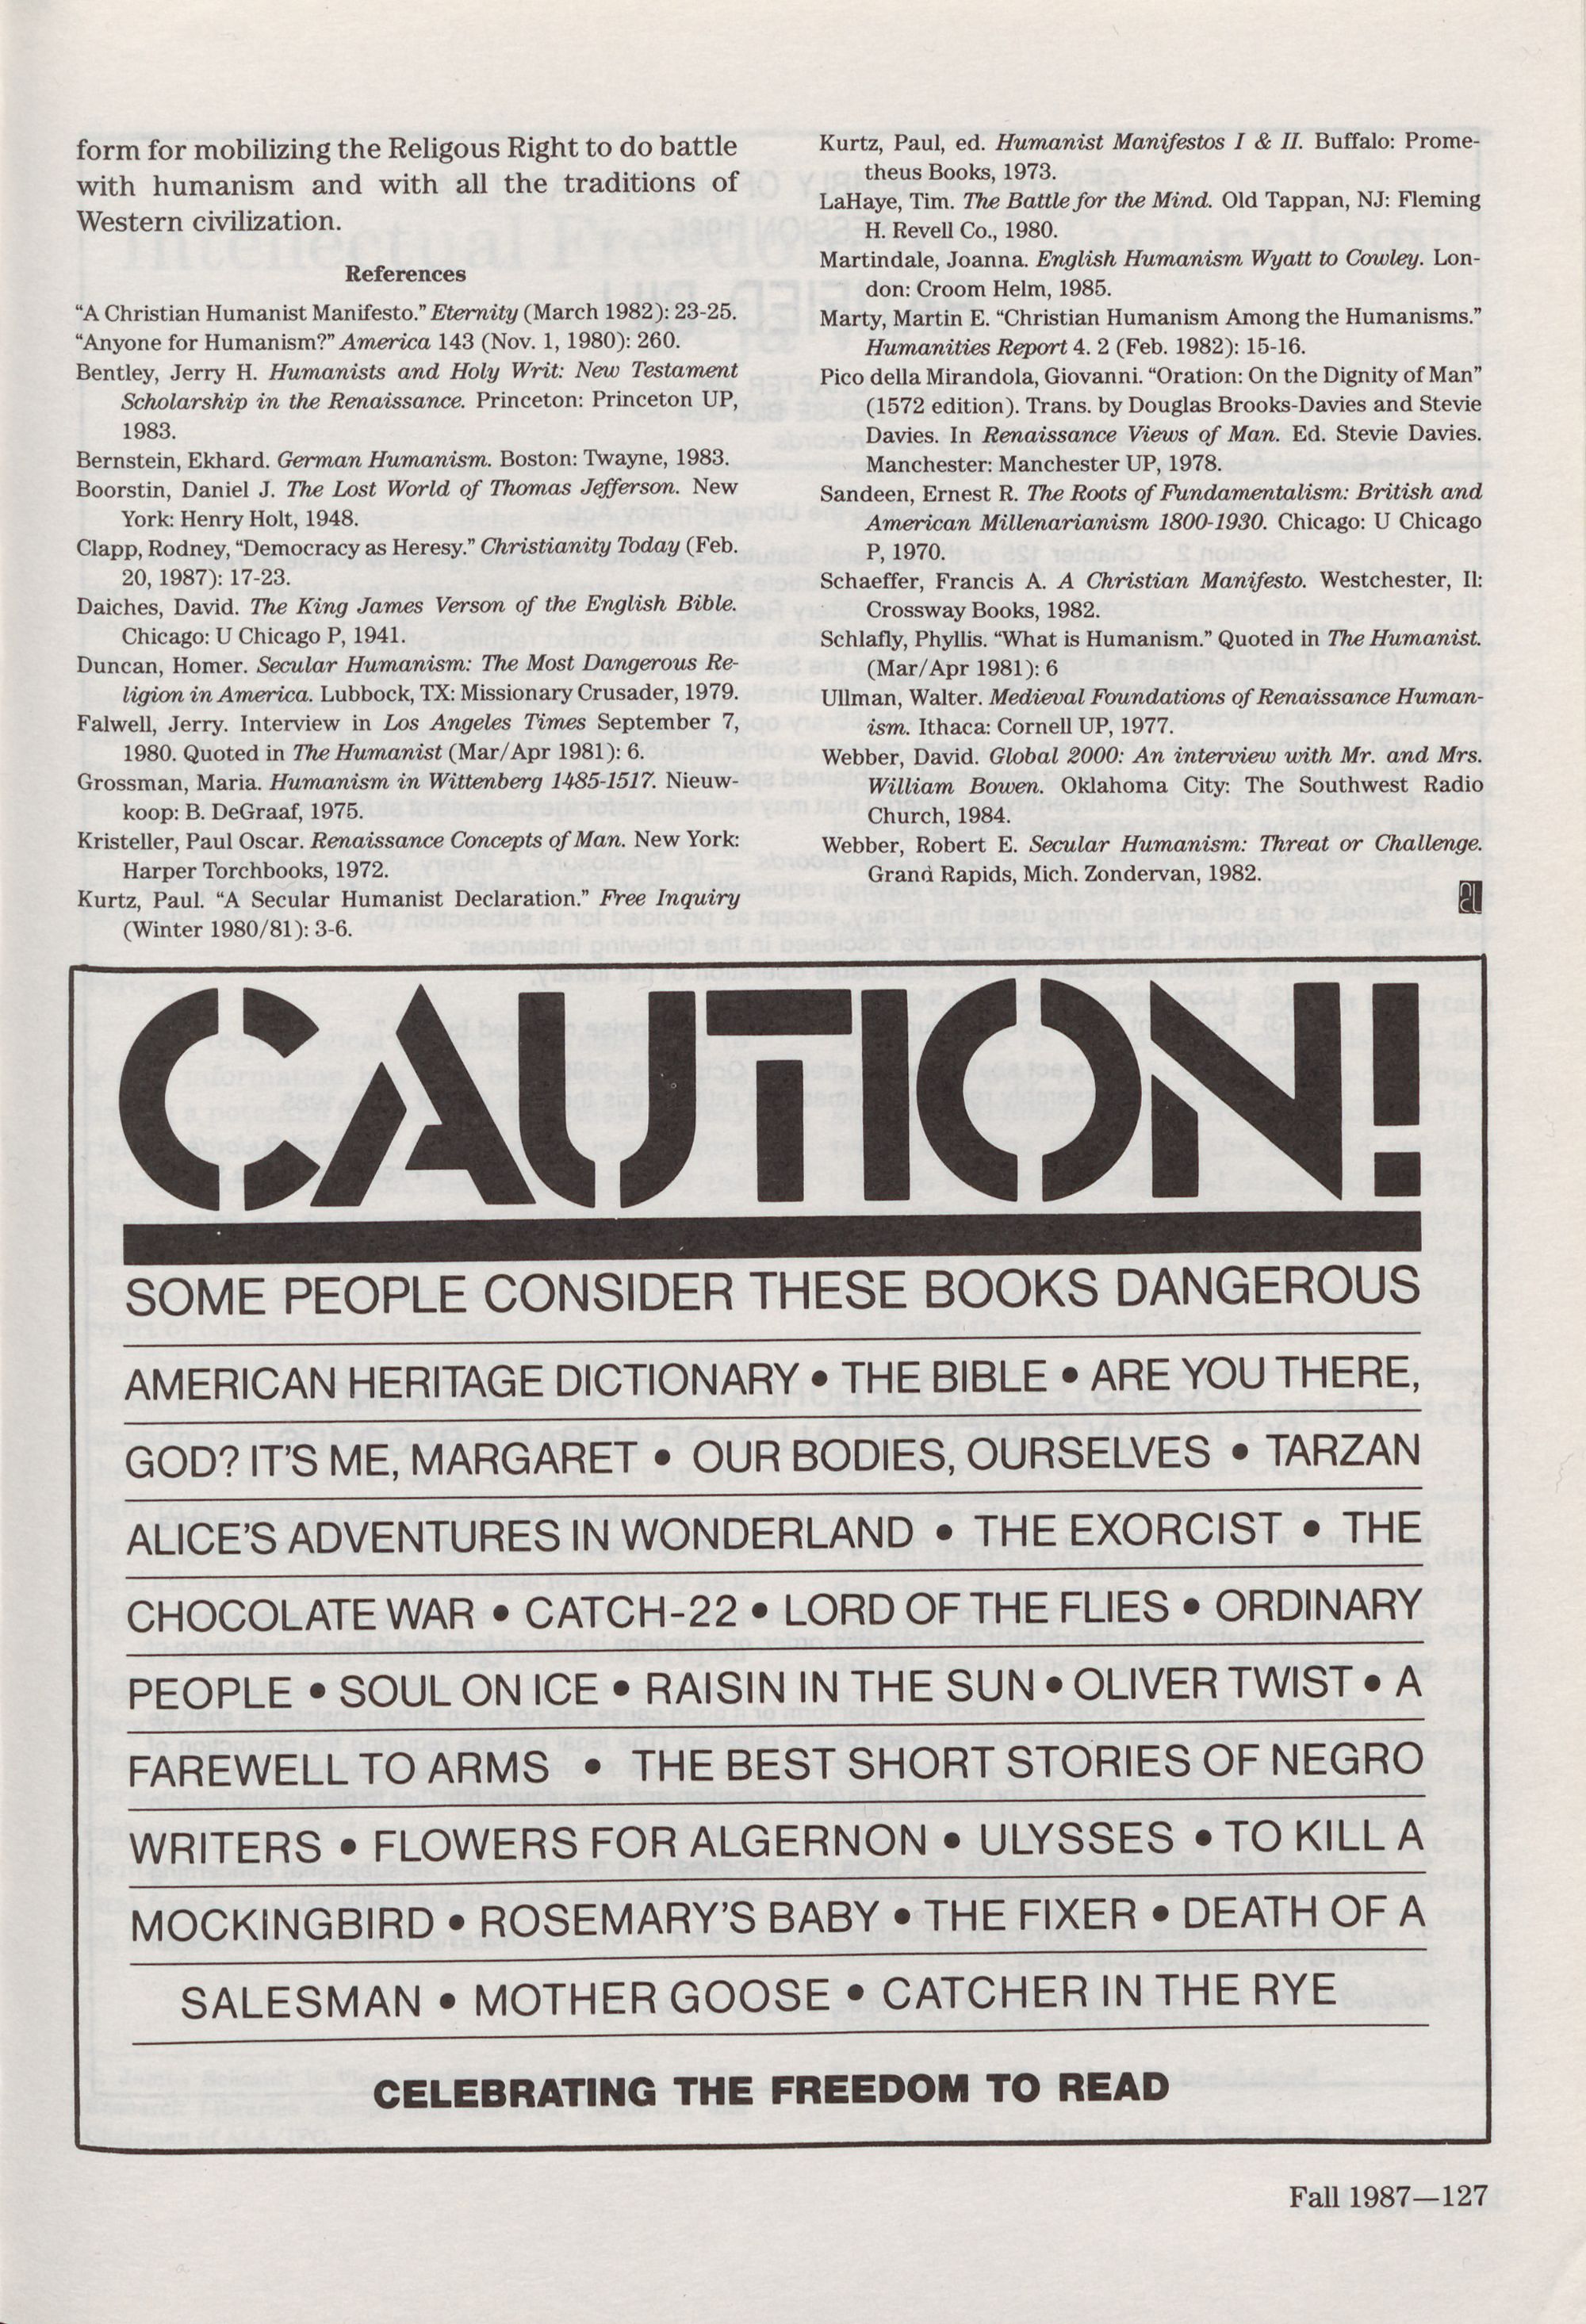 form for mobilizing the Religous Right to do battle
with humanism and with all the traditions of
Western civilization.
References
“A Christian Humanist Manifesto.” Eternity (March 1982): 23-25.
“Anyone for Humanism?” America 143 (Nov. 1, 1980): 260.
Bentley, Jerry H. Humanists and Holy Writ: New Testament
Scholarship in the Renaissance. Princeton: Princeton UP,
1983.
Bernstein, Ekhard. German Humanism. Boston: Twayne, 1983.
Boorstin, Daniel J. The Lost World of Thomas Jefferson. New
York: Henry Holt, 1948.
Clapp, Rodney, “Democracy as Heresy.” Christianity Today (Feb.
20, 1987): 17-23.
Daiches, David. The King James Verson of the English Bible.
Chicago: U Chicago P, 1941.
Duncan, Homer. Secular Humanism: The Most Dangerous Re-
ligion in America. Lubbock, TX: Missionary Crusader, 1979.
Falwell, Jerry. Interview in Los Angeles Times September 7,
1980. Quoted in The Humanist (Mar/Apr 1981): 6.
Grossman, Maria. Humanism in Wittenberg 1485-1517. Nieuw-
koop: B. DeGraaf, 1975.
Kristeller, Paul Oscar. Renaissance Concepts of Man. New York:
Harper Torchbooks, 1972.
Kurtz, Paul. “A Secular Humanist Declaration.” Free Inquiry
(Winter 1980/81): 3-6.
Kurtz, Paul, ed. Humanist Manifestos I & II. Buffalo: Prome-
theus Books, 1973.
LaHaye, Tim. The Battle for the Mind. Old Tappan, NJ: Fleming
H. Revell Co., 1980.
Martindale, Joanna. English Humanism Wyatt to Cowley. Lon-
don: Croom Helm, 1985.
Marty, Martin E. “Christian Humanism Among the Humanisms.”
Humanities Report 4. 2 (Feb. 1982): 15-16.
Pico della Mirandola, Giovanni. “Oration: On the Dignity of Man”
(1572 edition). Trans. by Douglas Brooks-Davies and Stevie
Davies. In Renaissance Views of Man. Ed. Stevie Davies.
Manchester: Manchester UP, 1978.
Sandeen, Ernest R. The Roots of Fundamentalism: British and
American Millenarianism 1800-1930. Chicago: U Chicago
P, 1970.
Schaeffer, Francis A. A Christian Manifesto. Westchester, Il:
Crossway Books, 1982.
Schlafly, Phyllis. “What is Humanism.” Quoted in The Humanist.
(Mar/Apr 1981): 6
Ullman, Walter. Medieval Foundations of Renaissance Human-
ism. Ithaca: Cornell UP, 1977.
Webber, David. Global 2000: An interview with Mr. and Mrs.
William Bowen. Oklahoma City: The Southwest Radio
Church, 1984.
Webber, Robert E. Secular Humanism: Threat or Challenge.
Grand Rapids, Mich. Zondervan, 1982.
CAUTION!
SOME PEOPLE CONSIDER THESE BOOKS DANGEROUS
AMERICAN HERITAGE DICTIONARY • THE BIBLE • ARE YOU THERE,
GOD? IT'S ME, MARGARET • OUR BODIES, OURSELVES • TARZAN
ALICE'S ADVENTURES IN WONDERLAND • THE EXORCIST • THE
CHOCOLATE WAR • CATCH-22 • LORD OF THE FLIES • ORDINARY
PEOPLE • SOUL ON ICE • RAISIN IN THE SUN • OLIVER TWIST • A
FAREWELL TO ARMS • THE BEST SHORT STORIES OF NEGRO
WRITERS • FLOWERS FOR ALGERNON • ULYSSES • TO KILL A
MOCKINGBIRD • ROSEMARY'S BABY • THE FIXER • DEATH OF A
SALESMAN • MOTHER GOOSE • CATCHER IN THE RYE
CELEBRATING THE FREEDOM TO READ
Fall 1987—127